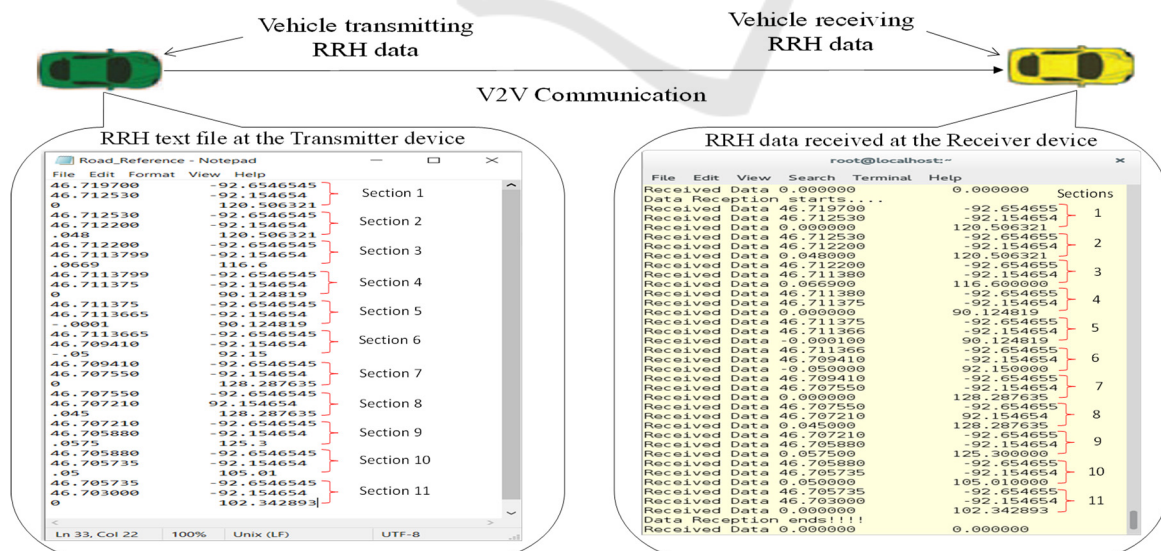 Vehicle transmitting
RRH data
Vehicle receiving
RRH data
V2V Communication
RRH text file at the Transmitter device
Road_Reference - Notepad
File Edit Format View Help
46.719700 -92.6546545
46.712530 -92.154654
0 120.506321
Section 1
46.712530 -92.6546545
46.712200 -92.154654
.048 120.506321
Section 2
46.712200 -92.6546545
46.7113799 -92.154654
.0669 116.6
Section 3
46.7113799 -92.6546545
46.711375 -92.154654
0 90.124819
Section 4
46.711375 -92.6546545
46.7113665 -92.154654
-.0001 90.124819
Section 5
46.7113665 -92.6546545
46.709410 -92.154654
-.05 92.15
Section 6
46.709410 -92.6546545
46.707550 -92.154654
0 128.287635
Section 7
46.707550 -92.6546545
46.707210 92.154654
.045 128.287635
Section 8
46.707210 -92.6546545
46.705880 -92.154654
.0575 125.3
Section 9
46.705880 -92.6546545
46.705735 -92.154654
.05 105.01
Section 10
46.705735 -92.6546545
46.703000 -92.154654
0 102.342893
Section 11
Ln 33, Col 22 100% Unix (LF) UTF-8
RRH data received at the Receiver device
root@localhost:~
File Edit View Search Terminal Help
Received Data 0.000000 0.000000
Sections
Data Reception starts....
Received Data 46.719700 -92.654655
Received Data 46.712530 -92.154654
Received Data 0.000000 120.506321
1
Received Data 46.712530 -92.654655
Received Data 46.712200 -92.154654
Received Data 0.048000 120.506321
2
Received Data 46.712200 -92.654655
Received Data 46.711380 -92.154654
Received Data 0.066900 116.600000
3
Received Data 46.711380 -92.654655
Received Data 46.711375 -92.154654
Received Data 0.000000 90.124819
4
Received Data 46.711375 -92.654655
Received Data 46.711366 -92.154654
Received Data -0.000100 90.124819
5
Received Data 46.711366 -92.654655
Received Data 46.709410 -92.154654
Received Data -0.050000 92.150000
6
Received Data 46.709410 -92.654655
Received Data 46.707550 -92.154654
Received Data 0.000000 128.287635
7
Received Data 46.707550 -92.654655
Received Data 46.707210 92.154654
Received Data 0.045000 128.287635
8
Received Data 46.707210 -92.654655
Received Data 46.705880 -92.154654
Received Data 0.057500 125.300000
9
Received Data 46.705880 -92.654655
Received Data 46.705735 -92.154654
Received Data 0.050000 105.010000
10
Received Data 46.705735 -92.654655
Received Data 46.703000 -92.154654
Received Data 0.000000 102.342893
11
Data Reception ends!!!!
Received Data 0.000000 0.000000